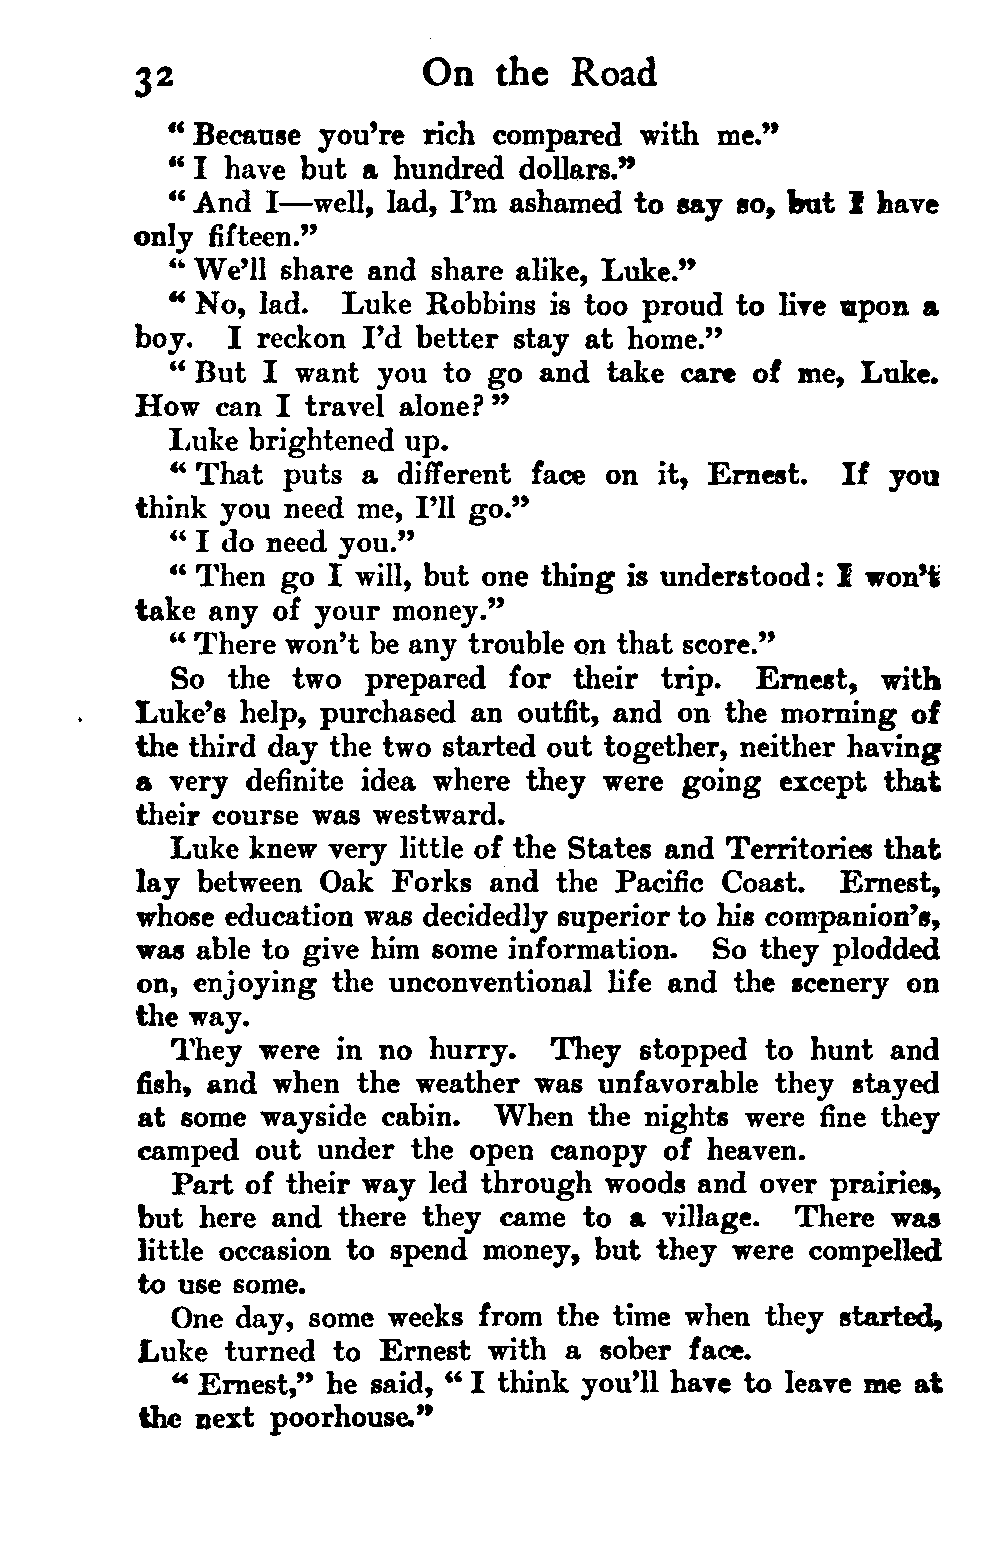 32 On the Road
" Because you're rich compared with me."
" I have but a hundred dollars."
" And I—well, lad, I'm ashamed to say so, but I have
only fifteen."
" We'll share and share alike, Luke."
" No, lad. Luke Robbins is too proud to live upon a
boy. I reckon I'd better stay at home."
" But I want you to go and take care of me, Luke.
How can I travel alone? "
Luke brightened up.
" That puts a different face on it, Ernest. If you
think you need me, I'll go."
" I do need you."
" Then go I will, but one thing is understood: I won't
take any of your money."
" There won't be any trouble on that score."
So the two prepared for their trip. Ernest, with
Luke's help, purchased an outfit, and on the morning of
the third day the two started out together, neither having
a very definite idea where they were going except that
their course was westward.
Luke knew very little of the States and Territories that
lay between Oak Forks and the Pacific Coast. Ernest,
whose education was decidedly superior to his companion's,
was able to give him some information. So they plodded
on, enjoying the unconventional life and the scenery on
the way.
They were in no hurry. They stopped to hunt and
fish, and when the weather was unfavorable they stayed
at some wayside cabin. When the nights were fine they
camped out under the open canopy of heaven.
Part of their way led through woods and over prairies,
but here and there they came to a village. There was
little occasion to spend money, but they were compelled
to use some.
One day, some weeks from the time when they started,
Luke turned to Ernest with a sober face.
" Ernest," he said, " I think you'll have to leave me at
the next poorhouse."